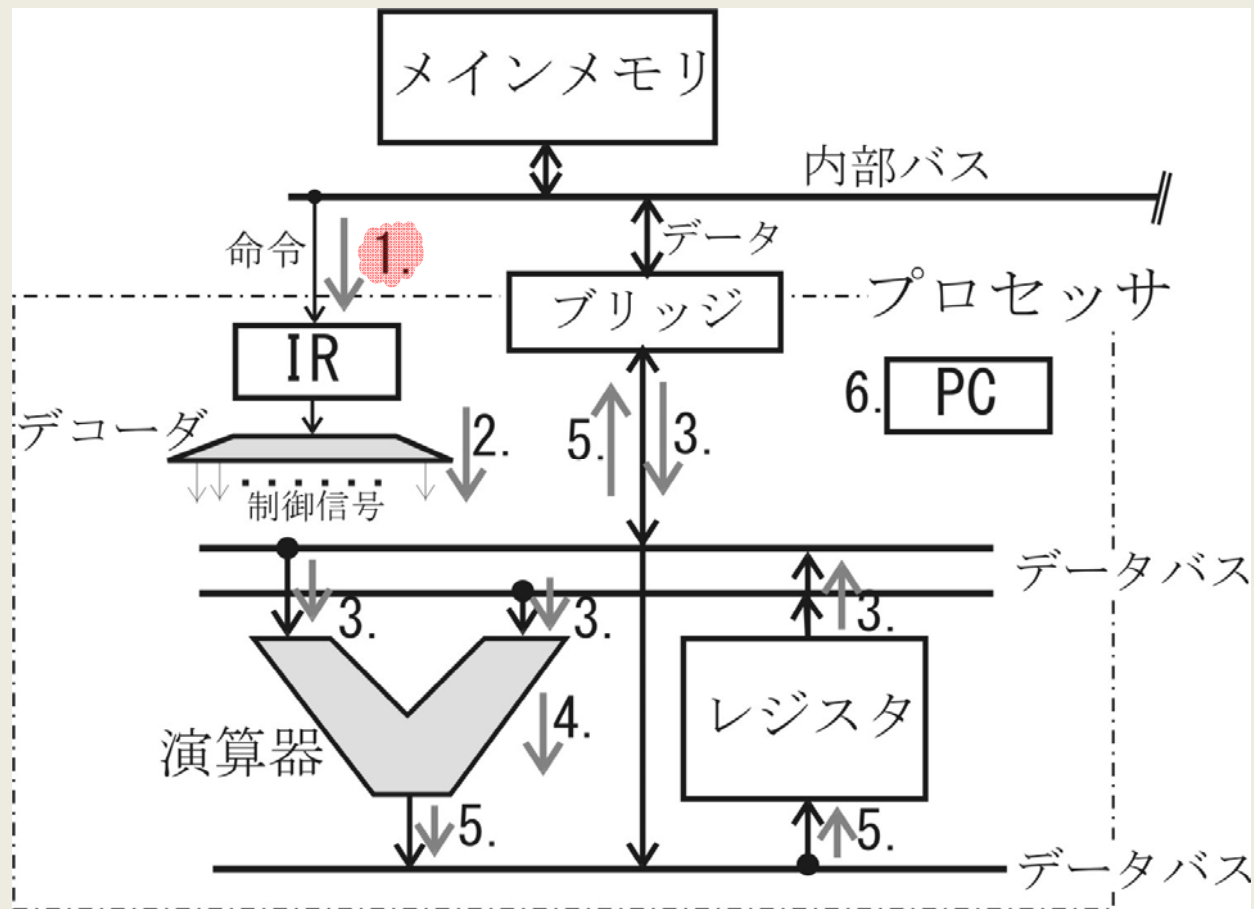 メインメモリ
内部バス
命令
1.
データ
プロセッサ
ブリッジ
IR
6.
PC
デコーダ
2.
5.
3.
制御信号
データバス
3.
3.
3.
レジスタ
4.
演算器
5.
5.
データバス